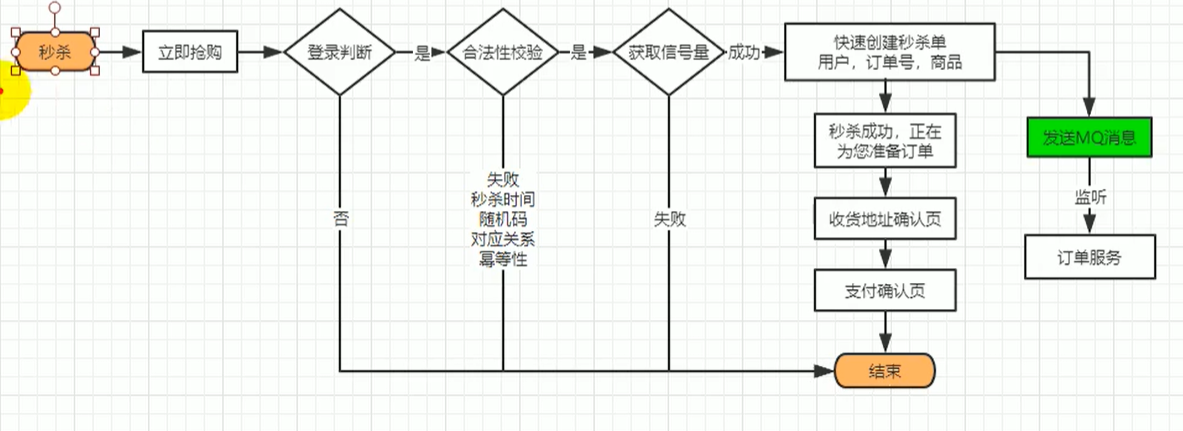 秒杀
立即抢购
登录判断
是
合法性校验
是
获取信号量
成功
快速创建秒杀单
用户，订单号，商品
秒杀成功，正在
为您准备订单
发送MQ消息
失败
秒杀时间
随机码
对应关系
幂等性
否
失败
监听
收货地址确认页
订单服务
支付确认页
结束